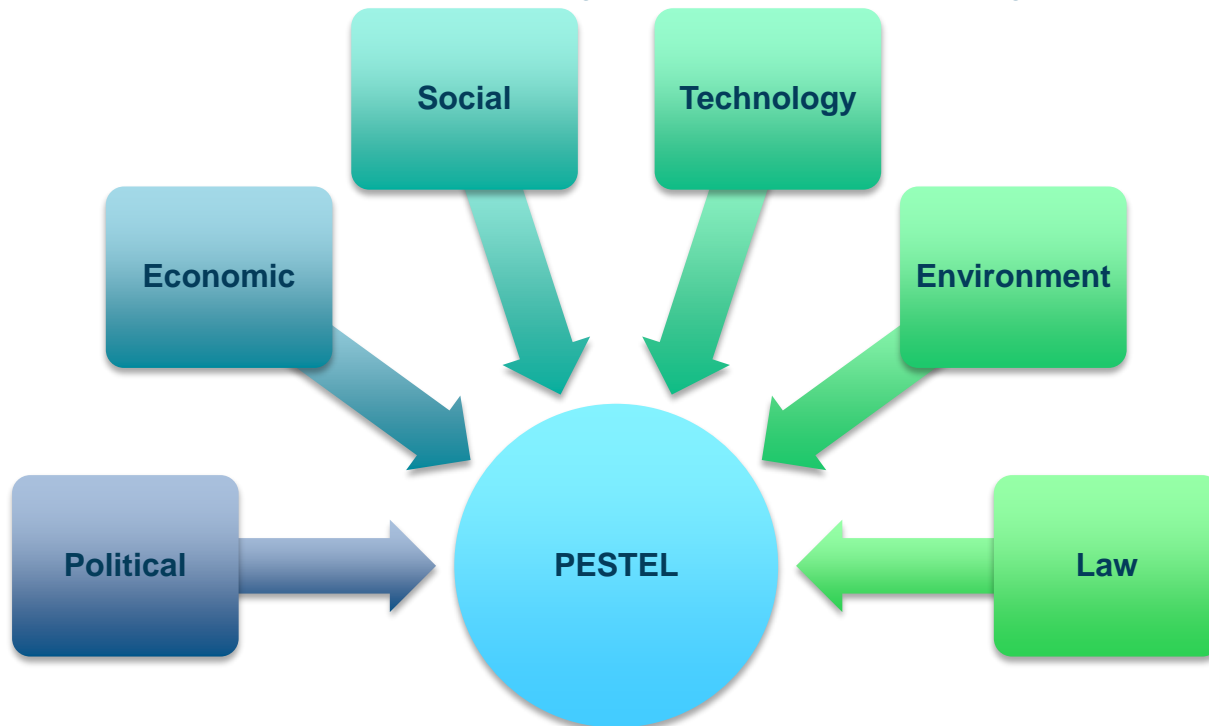 Social
Technology
Economic
Environment
Political
PESTEL
Law